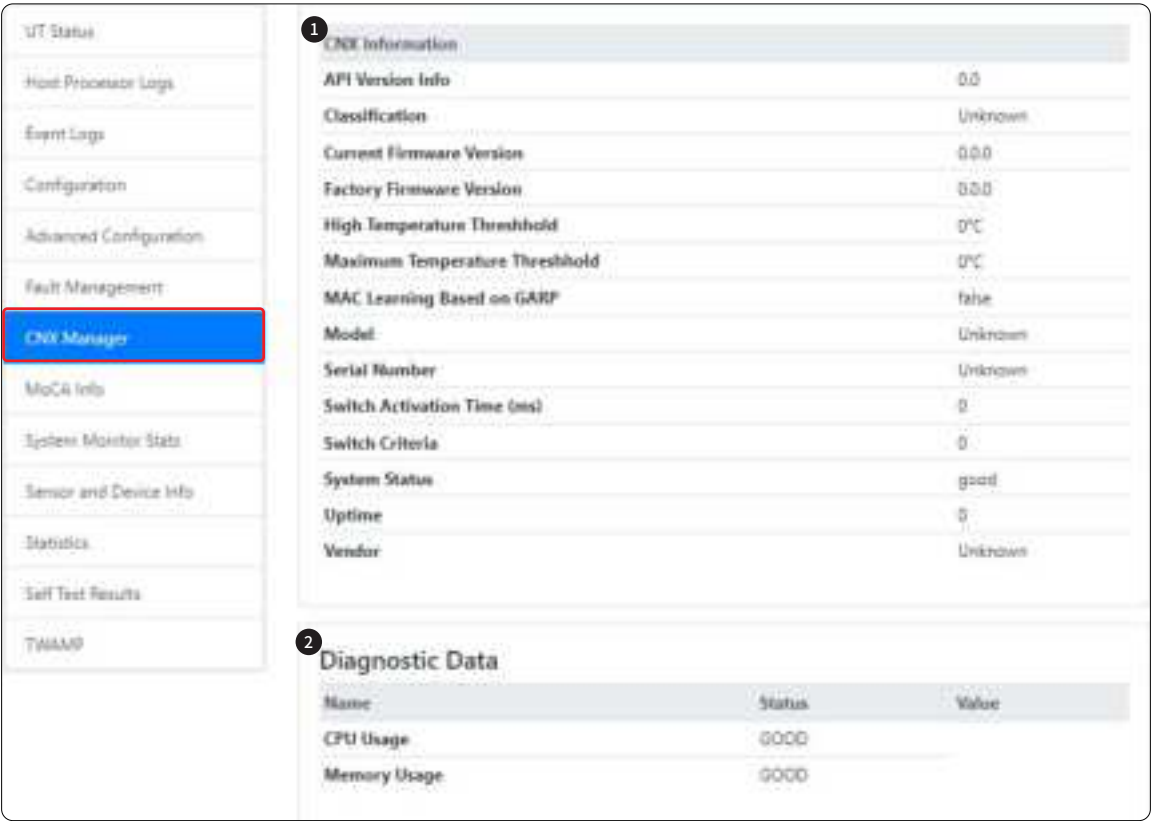 UT Status
Host Processor Logs
Event Logs
Configuration
Advanced Configuration
Fault Management
CNX Manager
MoCA Info
System Monitor Stats
Sensor and Device Info
Statistics
Self Test Results
TWAMP
1
CNX Information
API Version Info 0.0
Classification Unknown
Current Firmware Version 0.0.0
Factory Firmware Version 0.0.0
High Temperature Threshhold 0°C
Maximum Temperature Threshhold 0°C
MAC Learning Based on GARP false
Model Unknown
Serial Number Unknown
Switch Activation Time (ms) 0
Switch Criteria 0
System Status good
Uptime 0
Vendor Unknown
2
Diagnostic Data
Name Status Value
CPU Usage GOOD
Memory Usage GOOD